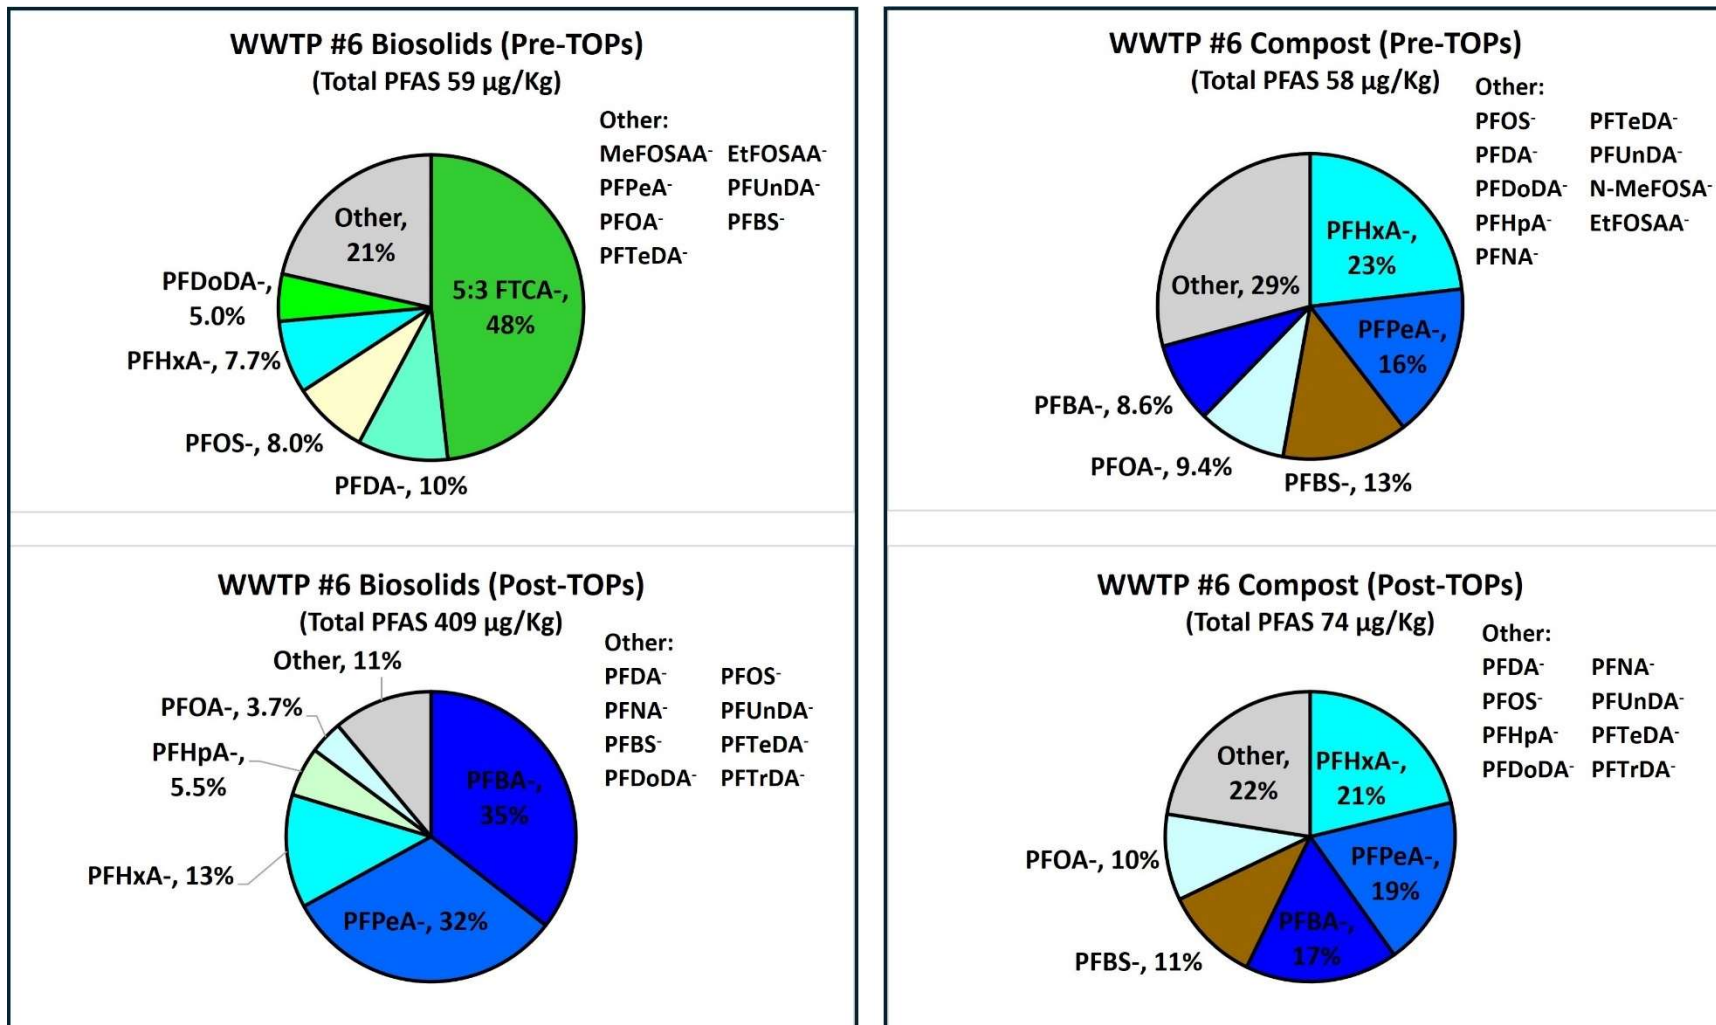 WWTP #6 Biosolids (Pre-TOPs)
(Total PFAS 59 µg/Kg)
Other:
MeFOSAA⁻ EtFOSAA⁻
PFPeA⁻ PFUnDA⁻
PFOA⁻ PFBS⁻
PFTeDA⁻
Other,
21%
5:3 FTCA-,
48%
PFDoDA-,
5.0%
PFHxA-, 7.7%
PFOS-, 8.0%
PFDA-, 10%
WWTP #6 Compost (Pre-TOPs)
(Total PFAS 58 µg/Kg)
Other:
PFOS⁻ PFTeDA⁻
PFDA⁻ PFUnDA⁻
PFDoDA⁻ N-MeFOSA⁻
PFHpA⁻ EtFOSAA⁻
PFNA⁻
PFHxA-,
23%
Other, 29%
PFPeA-,
16%
PFBA-, 8.6%
PFOA-, 9.4%
PFBS-, 13%
WWTP #6 Biosolids (Post-TOPs)
(Total PFAS 409 µg/Kg)
Other:
PFDA⁻ PFOS⁻
PFNA⁻ PFUnDA⁻
PFBS⁻ PFTeDA⁻
PFDoDA⁻ PFTrDA⁻
Other, 11%
PFOA-, 3.7%
PFHpA-,
5.5%
PFBA-,
35%
PFHxA-, 13%
PFPeA-, 32%
WWTP #6 Compost (Post-TOPs)
(Total PFAS 74 µg/Kg)
Other:
PFDA⁻ PFNA⁻
PFOS⁻ PFUnDA⁻
PFHpA⁻ PFTeDA⁻
PFDoDA⁻ PFTrDA⁻
Other,
22%
PFHxA-,
21%
PFOA-, 10%
PFPeA-,
19%
PFBS-, 11%
PFBA-,
17%